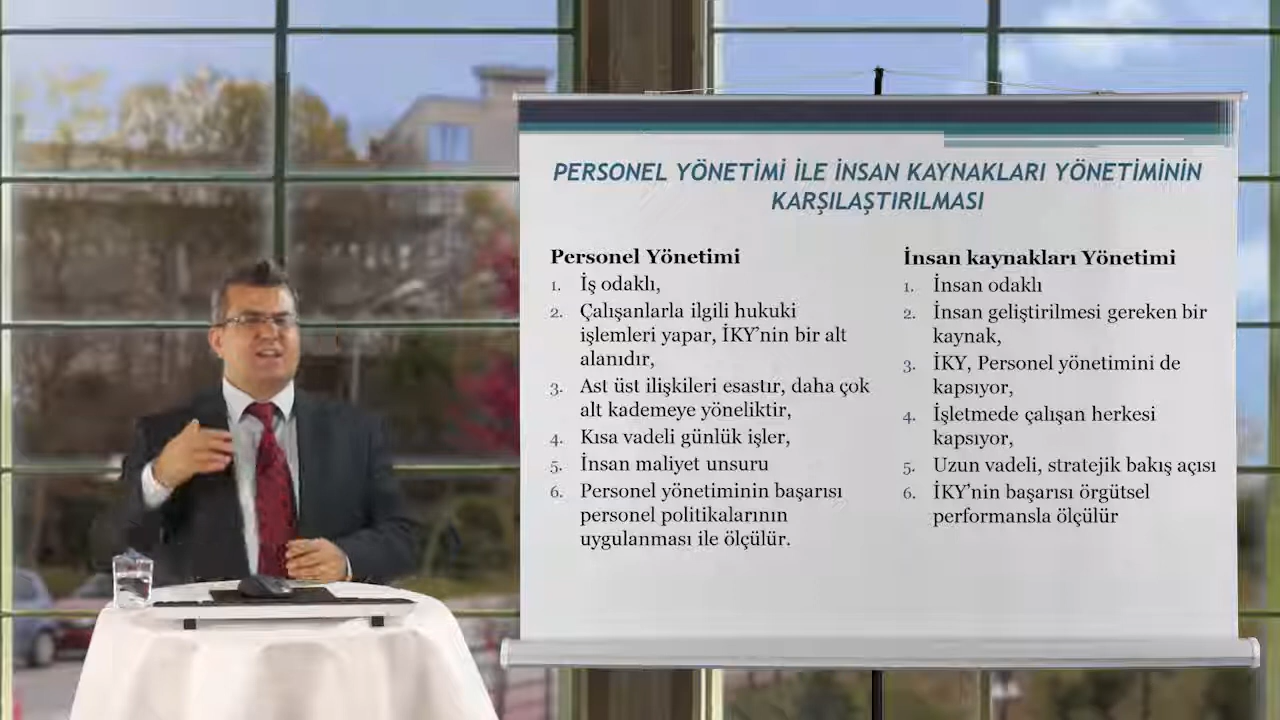 PERSONEL YÖNETİMİ İLE İNSAN KAYNAKLARI YÖNETİMİNİN
KARŞILAŞTIRILMASI
Personel Yönetimi
1. İş odaklı,
2. Çalışanlarla ilgili hukuki
işlemleri yapar, İKY’nin bir alt
alanıdır,
3. Ast üst ilişkileri esastır, daha çok
alt kademeye yöneliktir,
4. Kısa vadeli günlük işler,
5. İnsan maliyet unsuru
6. Personel yönetiminin başarısı
personel politikalarının
uygulanması ile ölçülür.
İnsan kaynakları Yönetimi
1. İnsan odaklı
2. İnsan geliştirilmesi gereken bir
kaynak,
3. İKY, Personel yönetimini de
kapsıyor,
4. İşletmede çalışan herkesi
kapsıyor,
5. Uzun vadeli, stratejik bakış açısı
6. İKY’nin başarısı örgütsel
performansla ölçülür